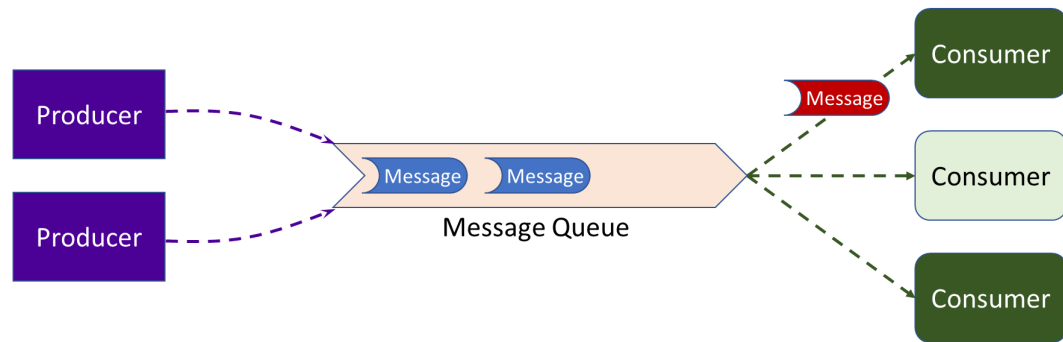 Producer
Producer
Message
Message
Message Queue
Message
Consumer
Consumer
Consumer